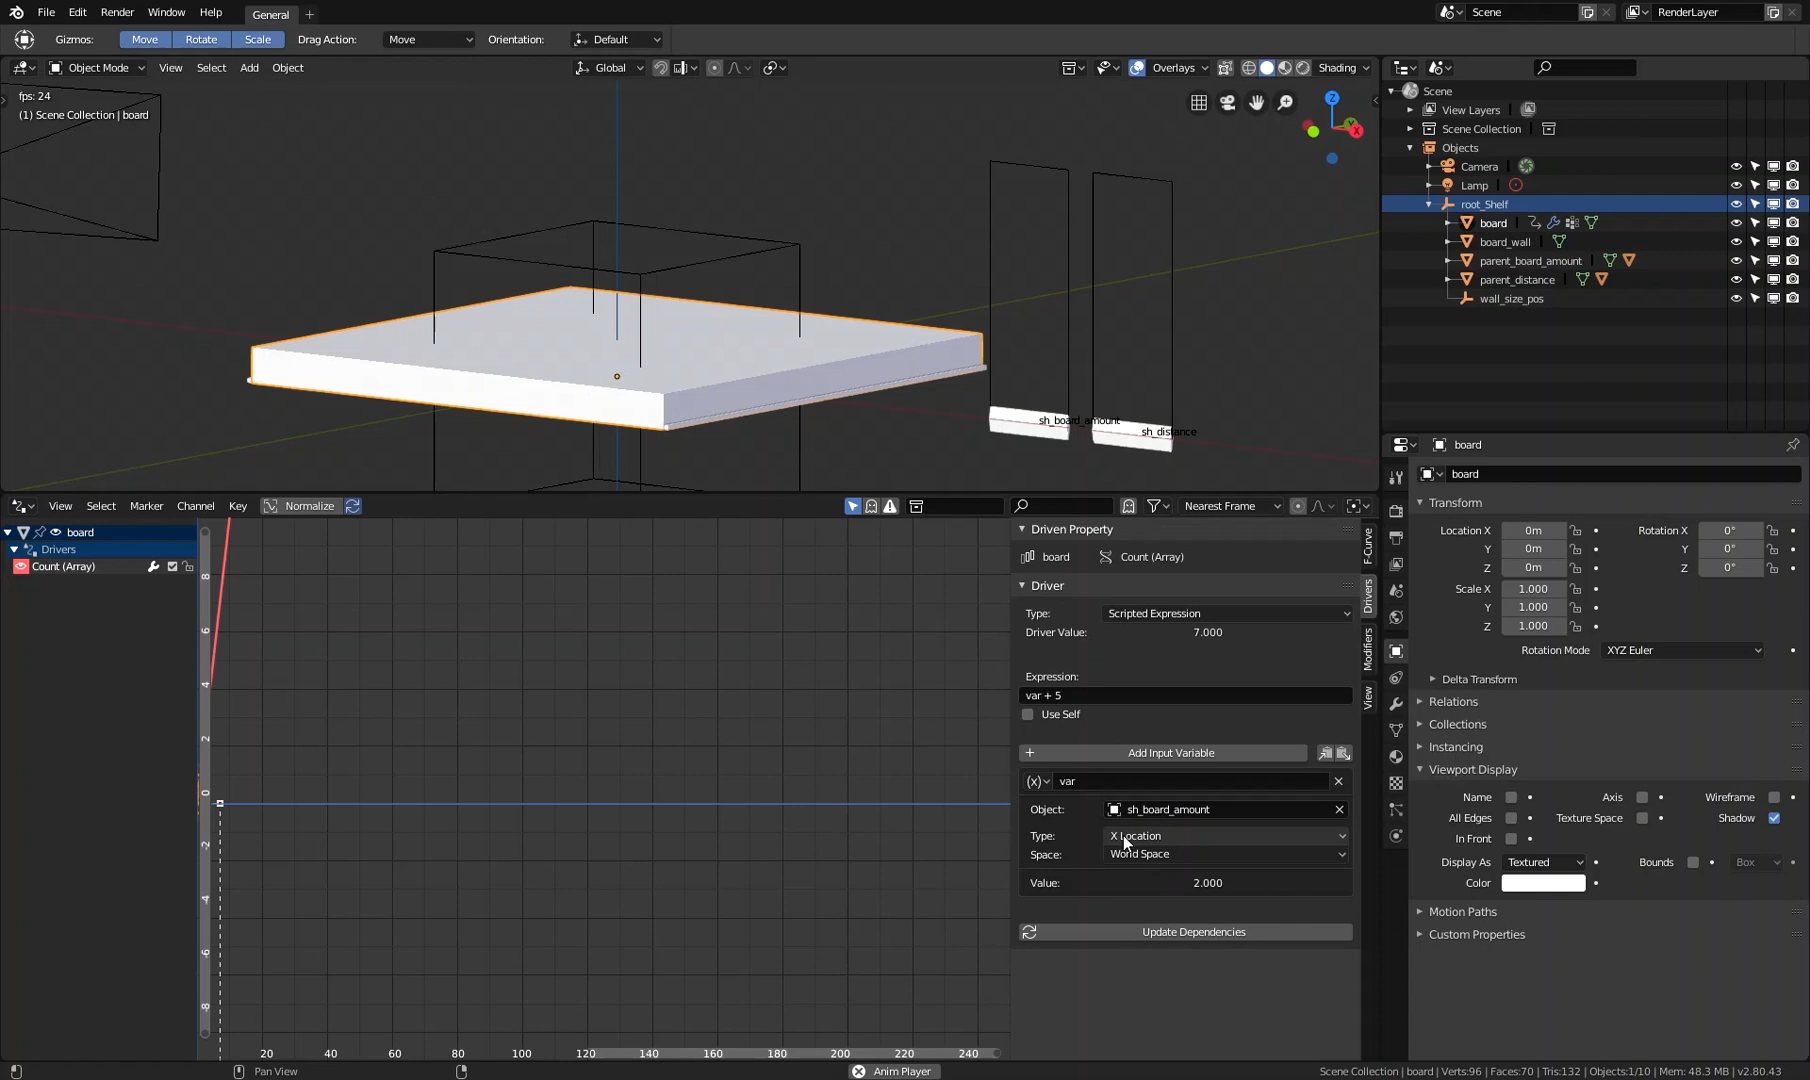 File Edit Render Window Help General + Scene RenderLayer
Gizmos: Move Rotate Scale Drag Action: Move Orientation: Default
Object Mode View Select Add Object Global Overlays Shading
fps: 24
(1) Scene Collection | board
Z
Y
X
sh_board_amount
sh_distance
Scene
View Layers
Scene Collection
Objects
Camera
Lamp
root_Shelf
board
board_wall
parent_board_amount
parent_distance
wall_size_pos
View Select Marker Channel Key Normalize Nearest Frame
board
Drivers
Count (Array)
8
6
4
2
0
-2
-4
-6
-8
20 40 60 80 100 120 140 160 180 200 220 240
Driven Property
board Count (Array)
Driver
Type: Scripted Expression
Driver Value: 7.000
Expression:
var + 5
Use Self
+ Add Input Variable
(x) var
Object: sh_board_amount
Type: X Location
Space: World Space
Value: 2.000
Update Dependencies
F-Curve
Drivers
Modifiers
View
board
board
Transform
Location X 0m Rotation X 0°
Y 0m Y 0°
Z 0m Z 0°
Scale X 1.000
Y 1.000
Z 1.000
Rotation Mode XYZ Euler
Delta Transform
Relations
Collections
Instancing
Viewport Display
Name Axis Wireframe
All Edges Texture Space Shadow
In Front
Display As Textured Bounds Box
Color
Motion Paths
Custom Properties
Pan View Anim Player Scene Collection | board | Verts:96 | Faces:70 | Tris:132 | Objects:1/10 | Mem: 48.3 MB | v2.80.43